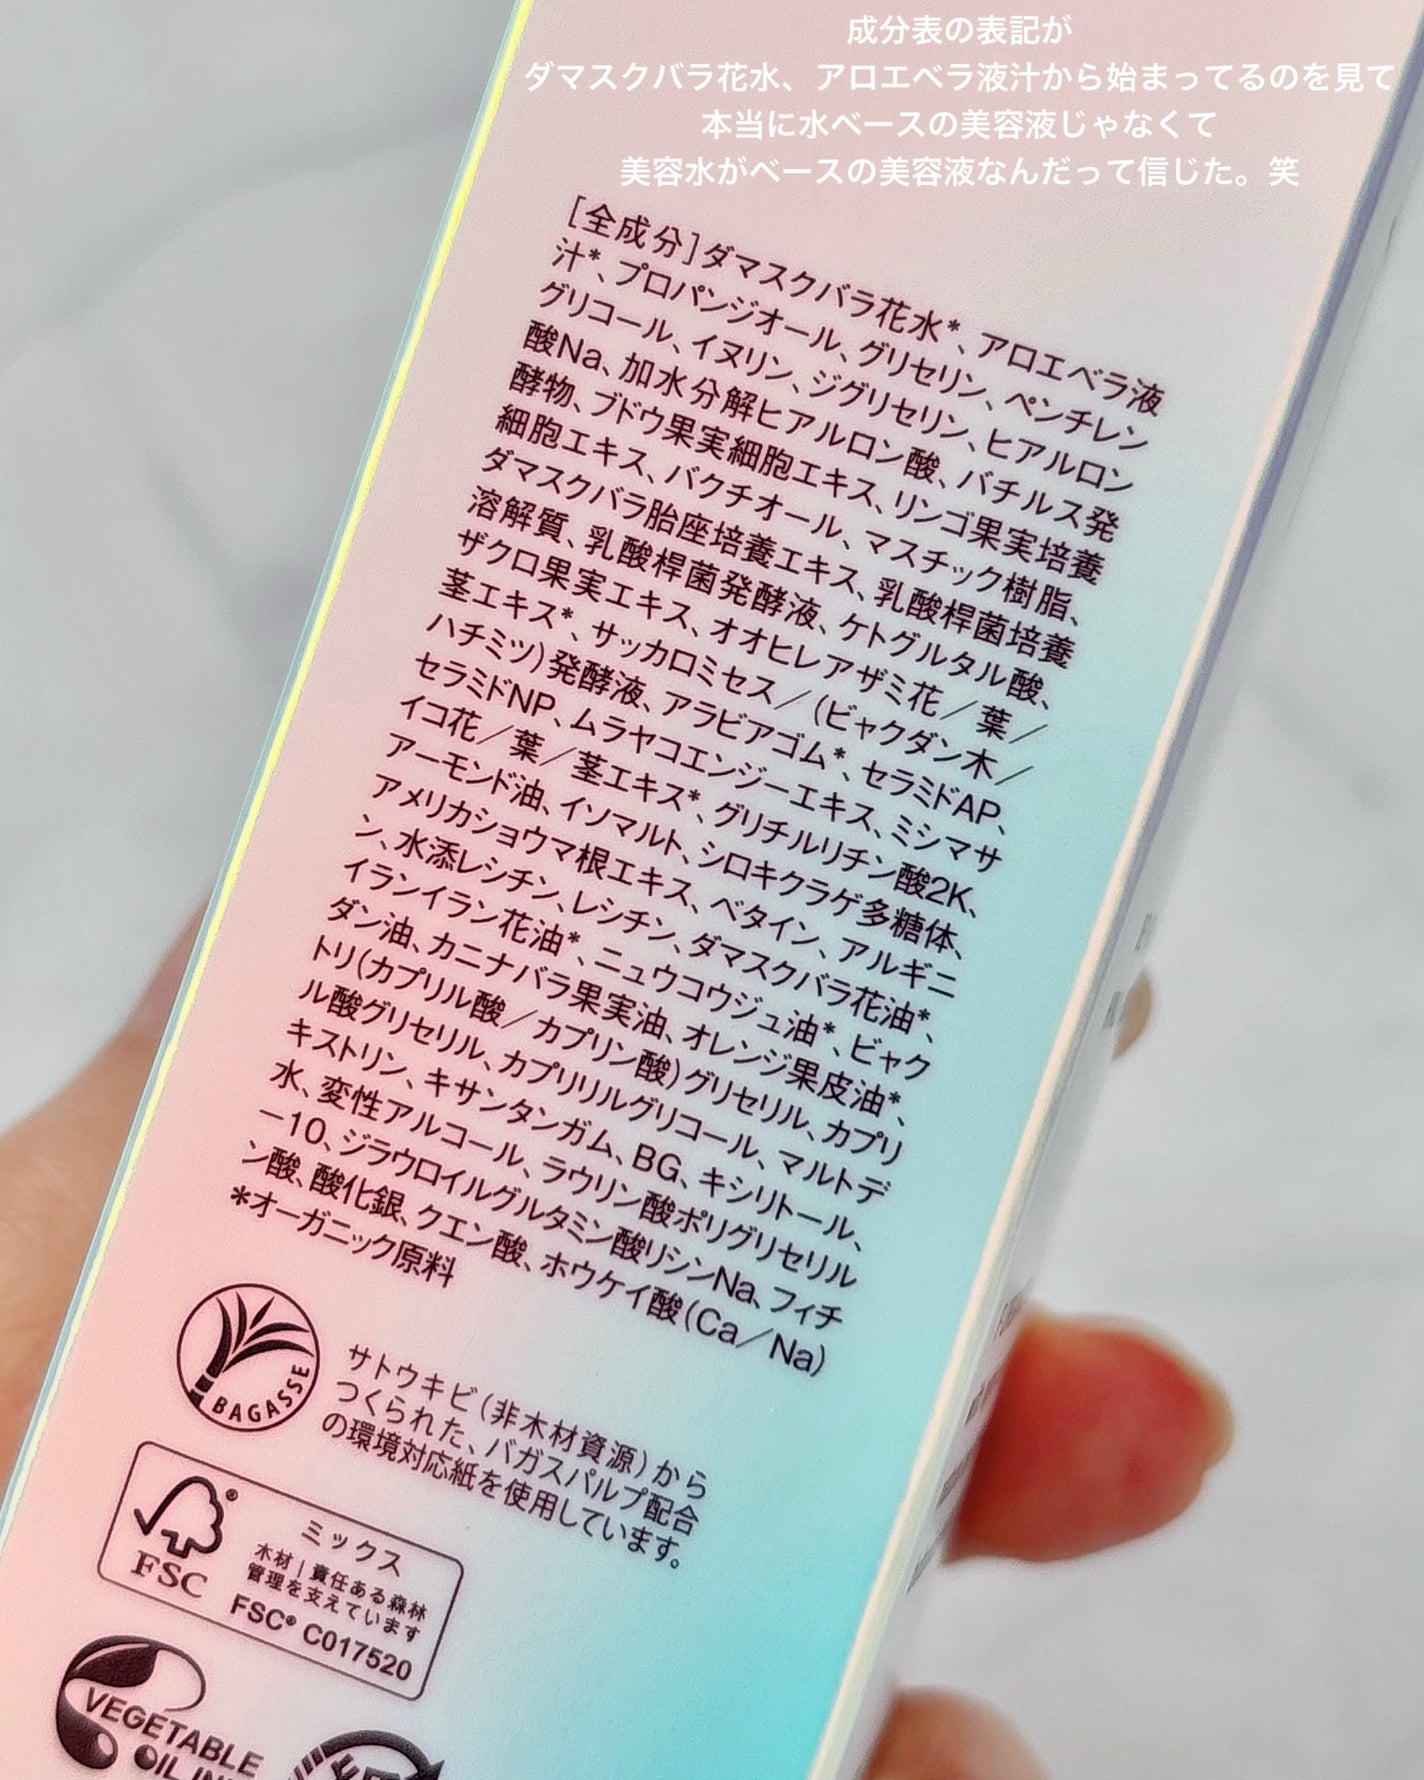 成分表の表記が
ダマスクバラ花水、アロエベラ液汁から始まってるのを見て
本当に水ベースの美容液じゃなくて
美容水がベースの美容液なんだって信じた。笑
[全成分]ダマスクバラ花水*、アロエベラ液
汁*、プロパンジオール、グリセリン、ペンチレン
グリコール、イヌリン、ジグリセリン、ヒアルロン
酸Na、加水分解ヒアルロン酸、バチルス発
酵物、ブドウ果実細胞エキス、リンゴ果実培養
細胞エキス、バクチオール、マスチック樹脂、
ダマスクバラ胎座培養エキス、乳酸桿菌培養
溶解質、乳酸桿菌発酵液、ケトグルタル酸、
ザクロ果実エキス、オオヒレアザミ花／葉／
茎エキス*、サッカロミセス／(ビャクダン木／
ハチミツ)発酵液、アラビアゴム*、セラミドAP、
セラミドNP、ムラヤコエンジーエキス、ミシマサ
イコ花／葉／茎エキス*、グリチルリチン酸2K、
アーモンド油、イソマルト、シロキクラゲ多糖体、
アメリカショウマ根エキス、ベタイン、アルギニ
ン、水添レシチン、レシチン、ダマスクバラ花油*、
イランイラン花油*、ニュウコウジュ油*、ビャク
ダン油、カニナバラ果実油、オレンジ果皮油*、
トリ(カプリル酸／カプリン酸)グリセリル、カプリ
ル酸グリセリル、カプリリルグリコール、マルトデ
キストリン、キサンタンガム、BG、キシリトール、
水、変性アルコール、ラウリン酸ポリグリセリル
-10、ジラウロイルグルタミン酸リシンNa、フィチ
ン酸、酸化銀、クエン酸、ホウケイ酸(Ca／Na)
*オーガニック原料
BAGASSE
サトウキビ(非木材資源)から
つくられた、バガスパルプ配合
の環境対応紙を使用しています。
FSC
ミックス
木材|責任ある森林
管理を支えています
FSC® C017520
VEGETABLE
OIL IN